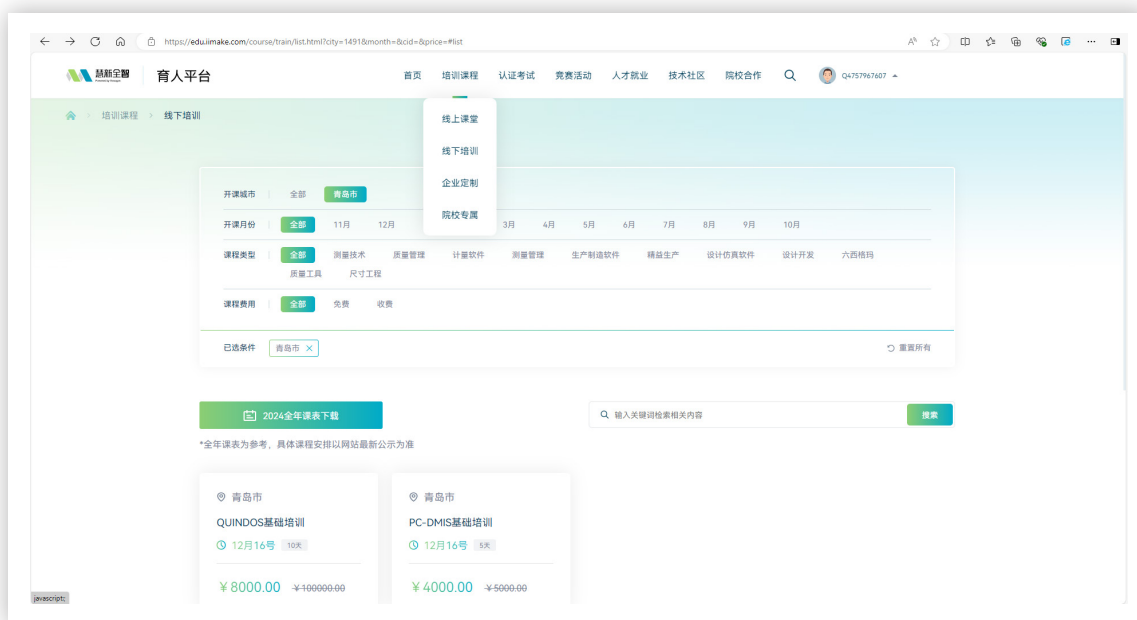 https://edu.iimake.com/course/train/list.html?city=1491&month=&cid=&price=#list
慧新全智 育人平台 首页 培训课程 认证考试 竞赛活动 人才就业 技术社区 院校合作 Q4757967607
培训课程 > 线下培训
线上课堂
线下培训
企业定制
院校专属
开课城市 全部 青岛市
开课月份 全部 11月 12月 3月 4月 5月 6月 7月 8月 9月 10月
课程类型 全部 测量技术 质量管理 计量软件 测量管理 生产制造软件 精益生产 设计仿真软件 设计开发 六西格玛
质量工具 尺寸工程
课程费用 全部 免费 收费
已选条件 青岛市 × 重置所有
2024全年课表下载 输入关键词检索相关内容 搜索
*全年课表为参考，具体课程安排以网站最新公示为准
青岛市 青岛市
QUINDOS基础培训 PC-DMIS基础培训
12月16号 10天 12月16号 5天
￥8000.00 ￥100000.00 ￥4000.00 ￥5000.00
javascript: